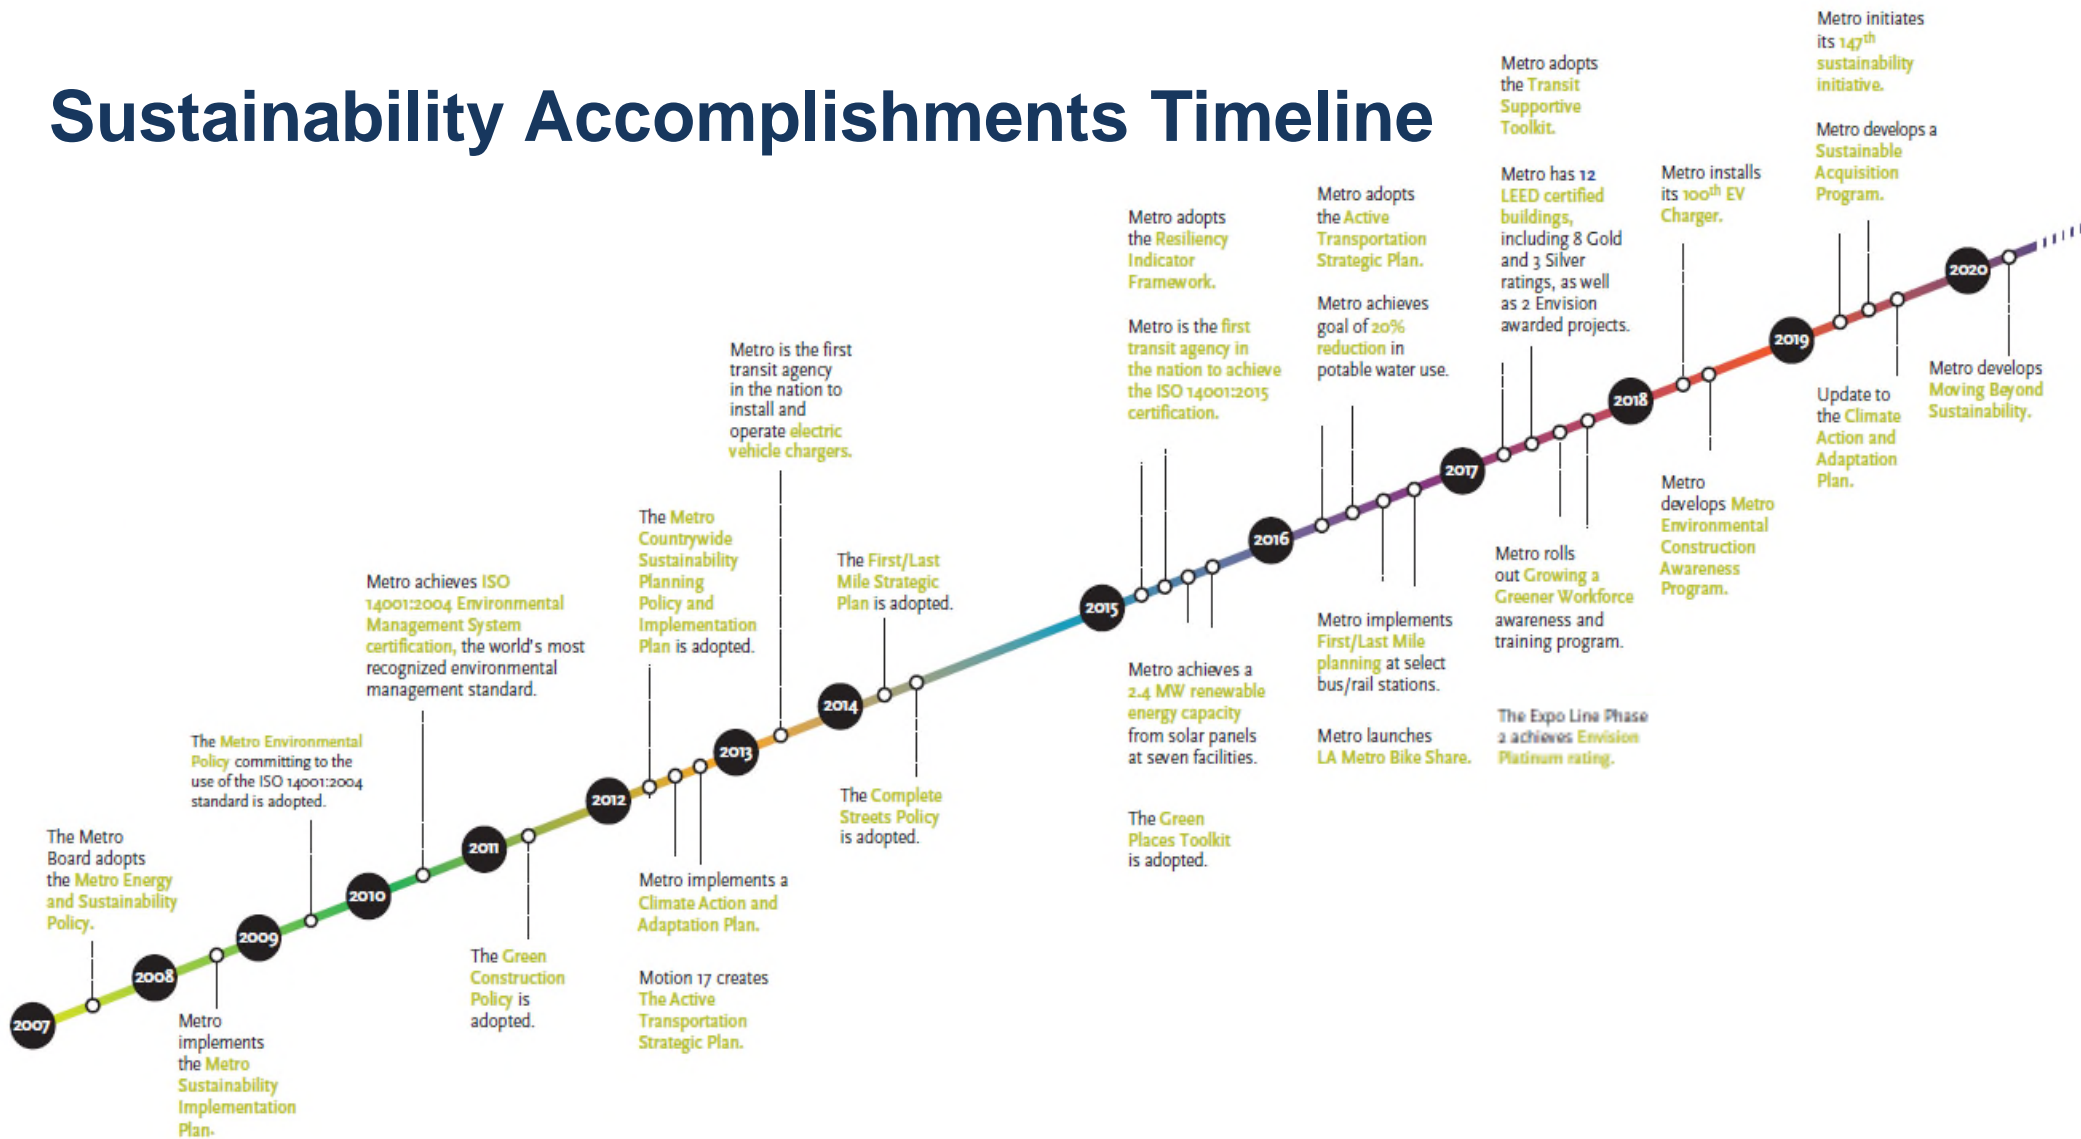 Sustainability Accomplishments Timeline
2007
The Metro
Board adopts
the Metro Energy
and Sustainability
Policy.
2008
Metro
implements
the Metro
Sustainability
Implementation
Plan.
2009
The Metro Environmental
Policy committing to the
use of the ISO 14001:2004
standard is adopted.
2010
Metro achieves ISO
14001:2004 Environmental
Management System
certification, the world's most
recognized environmental
management standard.
2011
The Green
Construction
Policy is
adopted.
2012
The Metro
Countrywide
Sustainability
Planning
Policy and
Implementation
Plan is adopted.
Metro implements a
Climate Action and
Adaptation Plan.
Motion 17 creates
The Active
Transportation
Strategic Plan.
2013
Metro is the first
transit agency
in the nation to
install and
operate electric
vehicle chargers.
2014
The First/Last
Mile Strategic
Plan is adopted.
The Complete
Streets Policy
is adopted.
2015
Metro adopts
the Resiliency
Indicator
Framework.
Metro is the first
transit agency in
the nation to achieve
the ISO 14001:2015
certification.
Metro achieves a
2.4 MW renewable
energy capacity
from solar panels
at seven facilities.
The Green
Places Toolkit
is adopted.
2016
Metro adopts
the Active
Transportation
Strategic Plan.
Metro achieves
goal of 20%
reduction in
potable water use.
Metro implements
First/Last Mile
planning at select
bus/rail stations.
Metro launches
LA Metro Bike Share.
2017
Metro adopts
the Transit
Supportive
Toolkit.
Metro has 12
LEED certified
buildings,
including 8 Gold
and 3 Silver
ratings, as well
as 2 Envision
awarded projects.
Metro rolls
out Growing a
Greener Workforce
awareness and
training program.
The Expo Line Phase
2 achieves Envision
Platinum rating.
2018
Metro installs
its 100th EV
Charger.
Metro
develops Metro
Environmental
Construction
Awareness
Program.
2019
Metro initiates
its 147th
sustainability
initiative.
Metro develops a
Sustainable
Acquisition
Program.
Update to
the Climate
Action and
Adaptation
Plan.
2020
Metro develops
Moving Beyond
Sustainability.